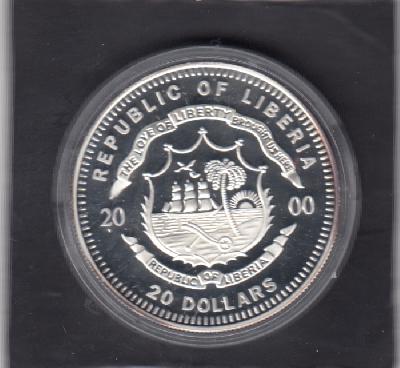 REPUBLIC OF LIBERIA
THE LOVE OF LIBERTY BROUGHT US HERE
20 00
REPUBLIC OF LIBERIA
20 DOLLARS